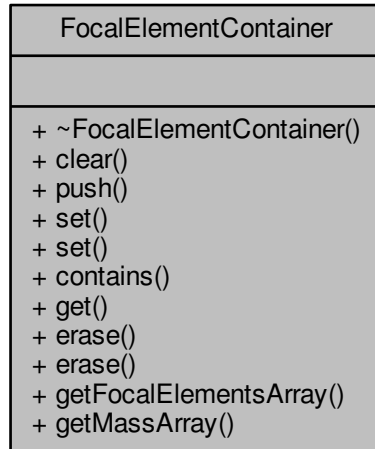 FocalElementContainer
+ ~FocalElementContainer()
+ clear()
+ push()
+ set()
+ set()
+ contains()
+ get()
+ erase()
+ erase()
+ getFocalElementsArray()
+ getMassArray()